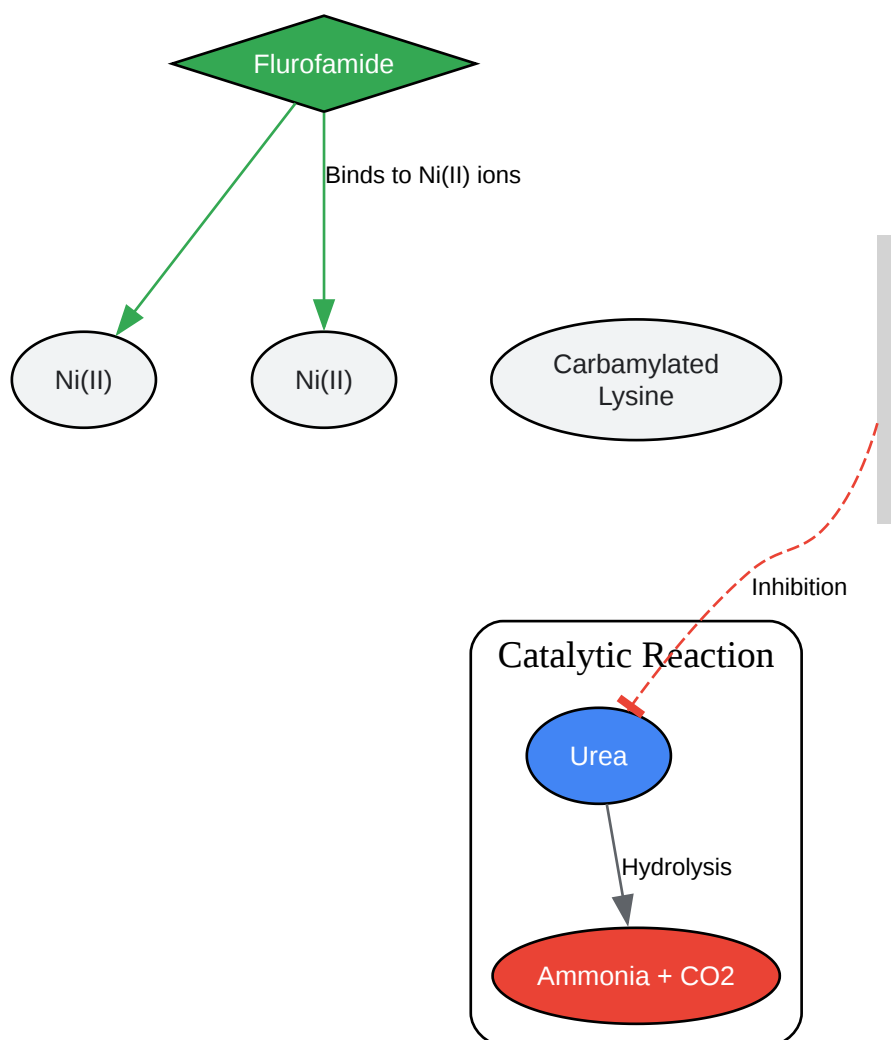 Flurofamide
Binds to Ni(II) ions
Ni(II)
Ni(II)
Carbamylated
Lysine
Inhibition
Catalytic Reaction
Urea
Hydrolysis
Ammonia + CO2